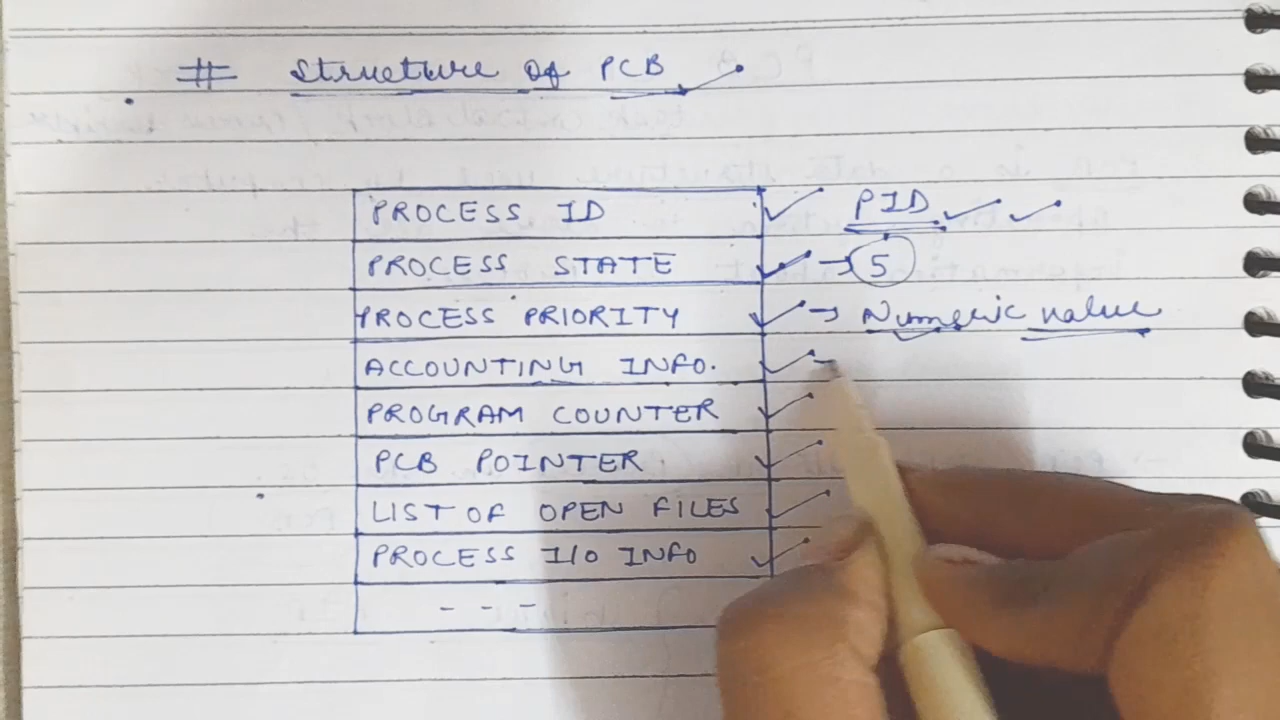 # Structure of PCB
PROCESS ID PID
PROCESS STATE → 5
PROCESS PRIORITY → Numeric value
ACCOUNTING INFO.
PROGRAM COUNTER
PCB POINTER
LIST OF OPEN FILES
PROCESS I/O INFO
- - -